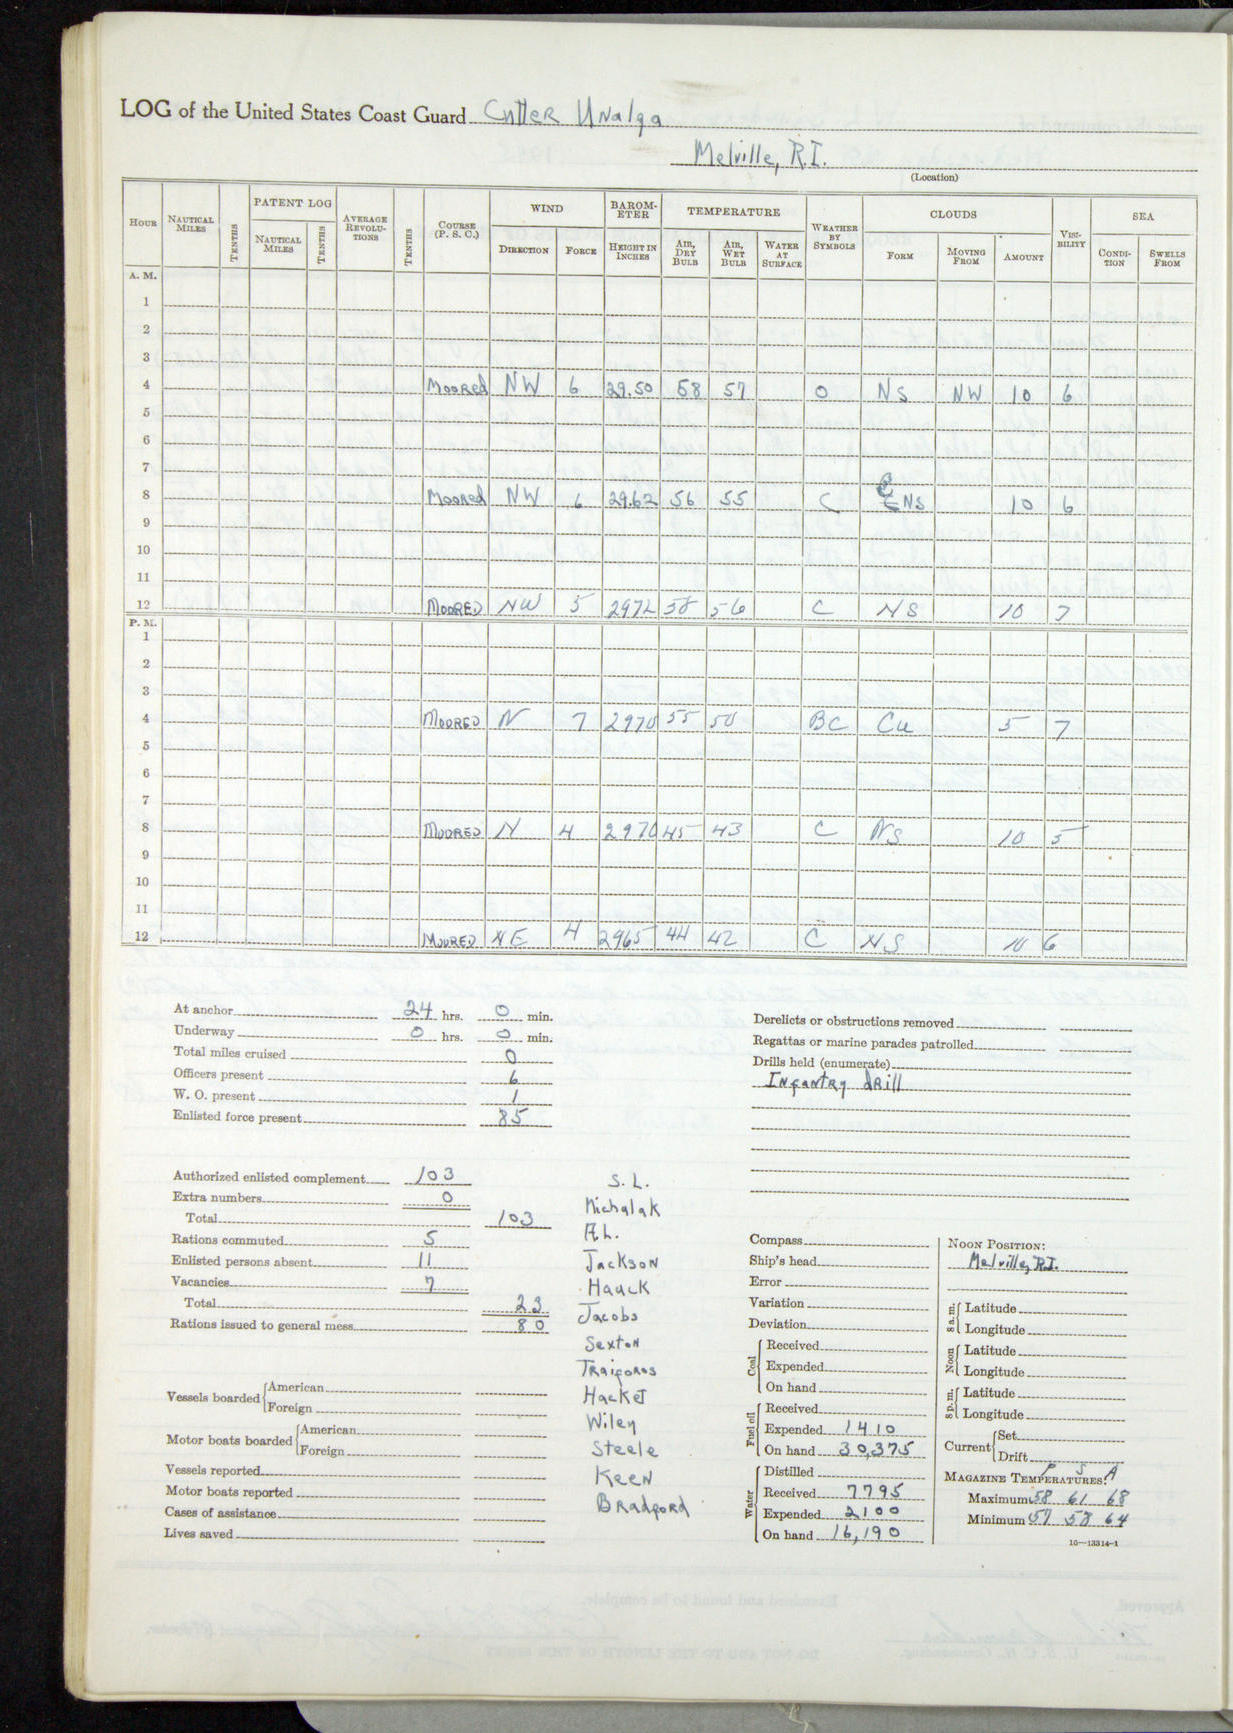 LOG of the United States Coast Guard Cutter Unalga
Melville, R.I.
(Location)
HOUR NAUTICAL MILES TENTHS PATENT LOG NAUTICAL MILES TENTHS AVERAGE REVOLUTIONS TENTHS COURSE (P. S. C.) WIND DIRECTION FORCE BAROMETER HEIGHT IN INCHES TEMPERATURE AIR, DRY BULB AIR, WET BULB WATER AT SURFACE WEATHER BY SYMBOLS CLOUDS FORM MOVING FROM AMOUNT VISIBILITY SEA CONDITION SWELLS FROM
A. M.
1
2
3
4 Moored NW 6 29.50 58 57 O NS NW 10 6
5
6
7
8 Moored NW 6 29.62 56 55 C NS 10 6
9
10
11
12 MOORED NW 5 2972 58 56 C NS 10 7
P. M.
1
2
3
4 MOORED N 7 2970 55 50 BC Cu 5 7
5
6
7
8 MOORED N 4 2970 45 43 C NS 10 5
9
10
11
12 MOORED NE 4 2965 44 42 C NS 10 6
At anchor 24 hrs. 0 min.
Underway 0 hrs. 0 min.
Total miles cruised 0
Officers present 6
W. O. present 1
Enlisted force present 85
Derelicts or obstructions removed
Regattas or marine parades patrolled
Drills held (enumerate)
Infantry drill
Authorized enlisted complement 103
Extra numbers 0
Total 103
Rations commuted 5
Enlisted persons absent 11
Vacancies 7
Total 23
Rations issued to general mess 80
Vessels boarded American
Foreign
Motor boats boarded American
Foreign
Vessels reported
Motor boats reported
Cases of assistance
Lives saved
S. L.
Michalak
A.L.
Jackson
Hauck
Jacobs
Sexton
Traiforos
Hacket
Wiley
Steele
Keen
Bradford
Compass
Ship's head
Error
Variation
Deviation
Coal Received
Expended
On hand
Fuel oil Received
Expended 1410
On hand 30,375
Water Distilled
Received 7795
Expended 2100
On hand 16,190
NOON POSITION:
Melville, R.I.
8 a.m. Latitude
Longitude
Noon Latitude
Longitude
8 p.m. Latitude
Longitude
Current Set
Drift
MAGAZINE TEMPERATURES: P S A
Maximum 58 61 68
Minimum 57 58 64
16—13314-1